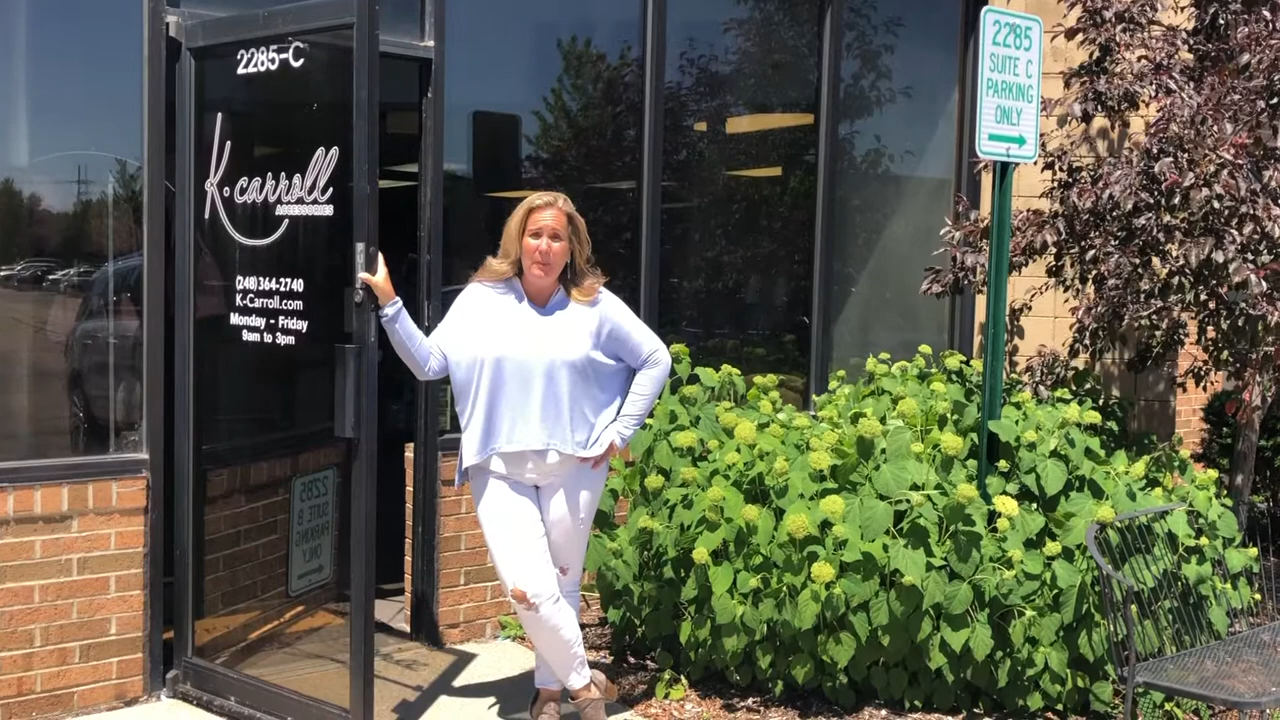 2285-C
K·carroll
ACCESSORIES
(248)364-2740
K-Carroll.com
Monday - Friday
9am to 3pm
2285
SUITE C
PARKING
ONLY
2285
SUITE B
PARKING
ONLY